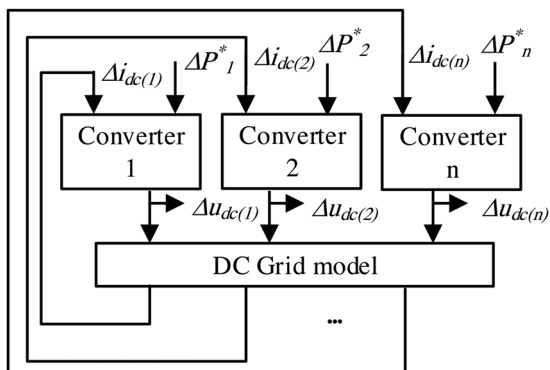 Δi_dc(1) ΔP*_1 Δi_dc(2) ΔP*_2 Δi_dc(n) ΔP*_n
Converter 1
Converter 2
Converter n
Δu_dc(1) Δu_dc(2) Δu_dc(n)
DC Grid model
...